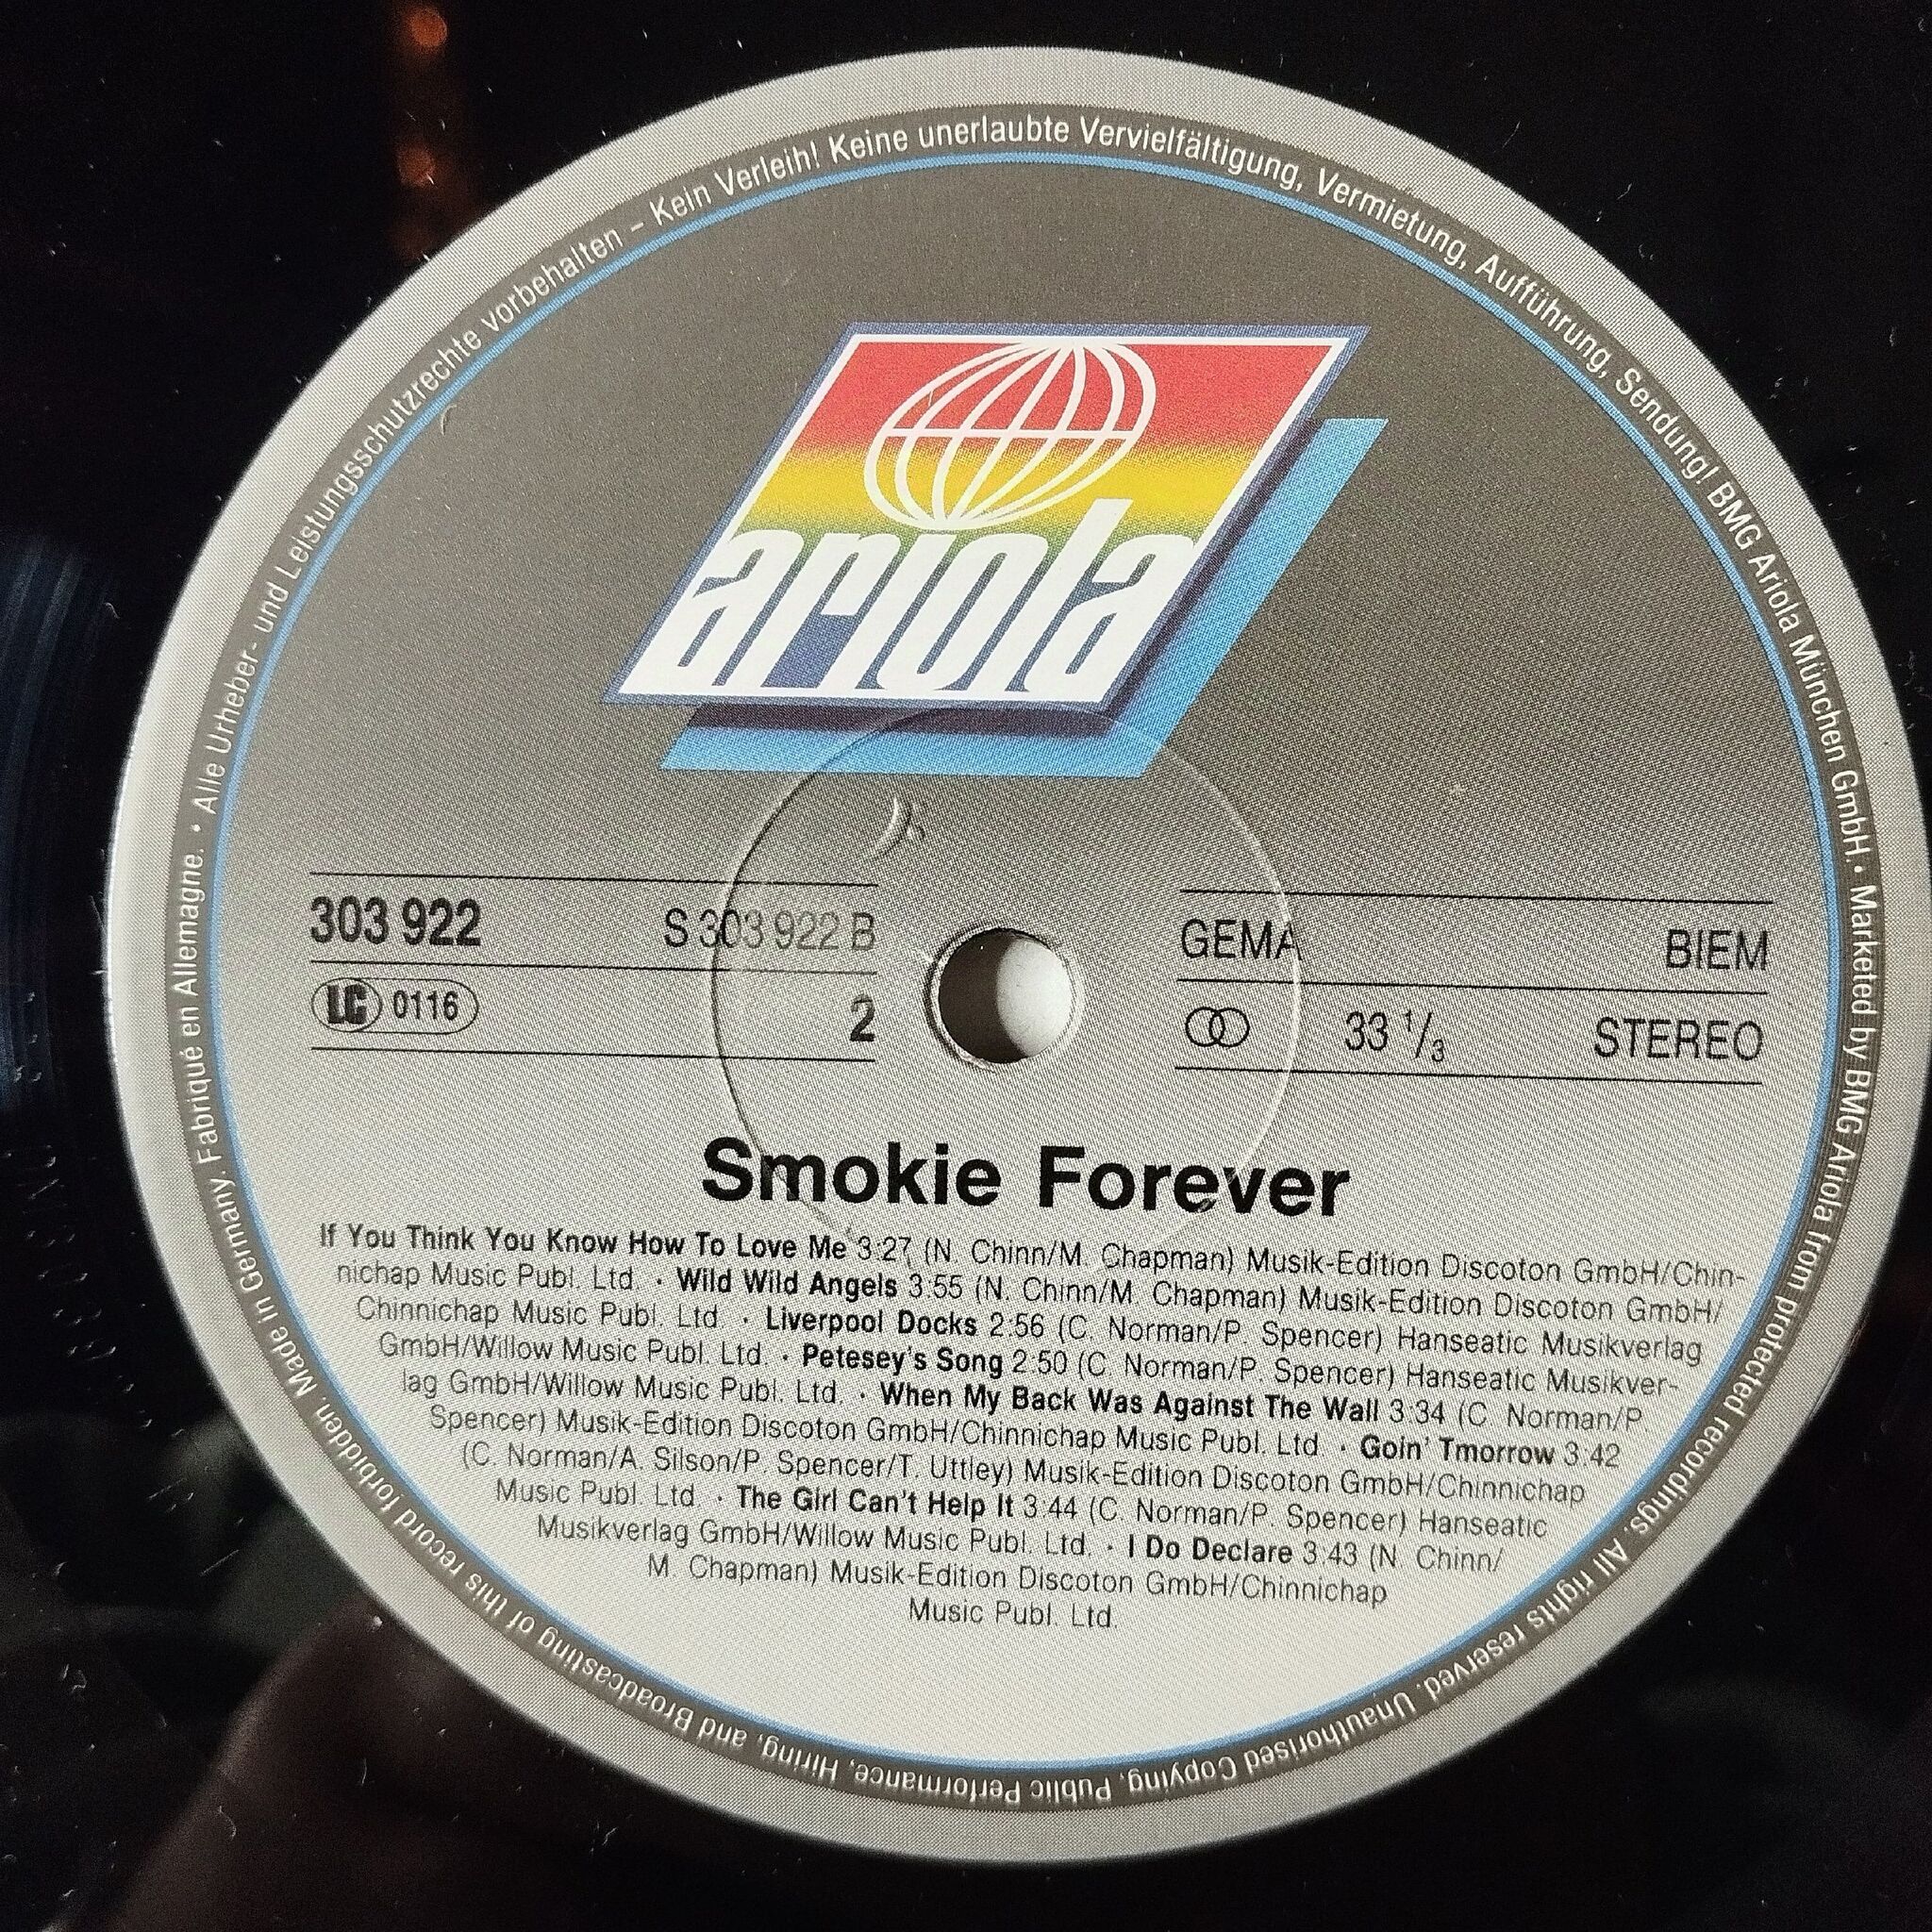 Alle Urheber- und Leistungsschutzrechte vorbehalten – Kein Verleih! Keine unerlaubte Vervielfältigung, Vermietung, Aufführung, Sendung! BMG Ariola München GmbH. • Marketed by BMG Ariola from protected recordings. All rights reserved. Unauthorised Copying, Public Performance, Hiring, and Broadcasting of this record forbidden. Made in Germany. Fabriqué en Allemagne. •
ariola
303 922 S 303 922 B GEMA BIEM
LC 0116 2 33 1/3 STEREO
Smokie Forever
If You Think You Know How To Love Me 3:27 (N. Chinn/M. Chapman) Musik-Edition Discoton GmbH/Chin-
nichap Music Publ. Ltd. · Wild Wild Angels 3:55 (N. Chinn/M. Chapman) Musik-Edition Discoton GmbH/
Chinnichap Music Publ. Ltd. · Liverpool Docks 2:56 (C. Norman/P. Spencer) Hanseatic Musikverlag
GmbH/Willow Music Publ. Ltd. · Petesey's Song 2:50 (C. Norman/P. Spencer) Hanseatic Musikver-
lag GmbH/Willow Music Publ. Ltd. · When My Back Was Against The Wall 3:34 (C. Norman/P.
Spencer) Musik-Edition Discoton GmbH/Chinnichap Music Publ. Ltd. · Goin' Tmorrow 3:42
(C. Norman/A. Silson/P. Spencer/T. Uttley) Musik-Edition Discoton GmbH/Chinnichap
Music Publ. Ltd. · The Girl Can't Help It 3:44 (C. Norman/P. Spencer) Hanseatic
Musikverlag GmbH/Willow Music Publ. Ltd. · I Do Declare 3:43 (N. Chinn/
M. Chapman) Musik-Edition Discoton GmbH/Chinnichap
Music Publ. Ltd.